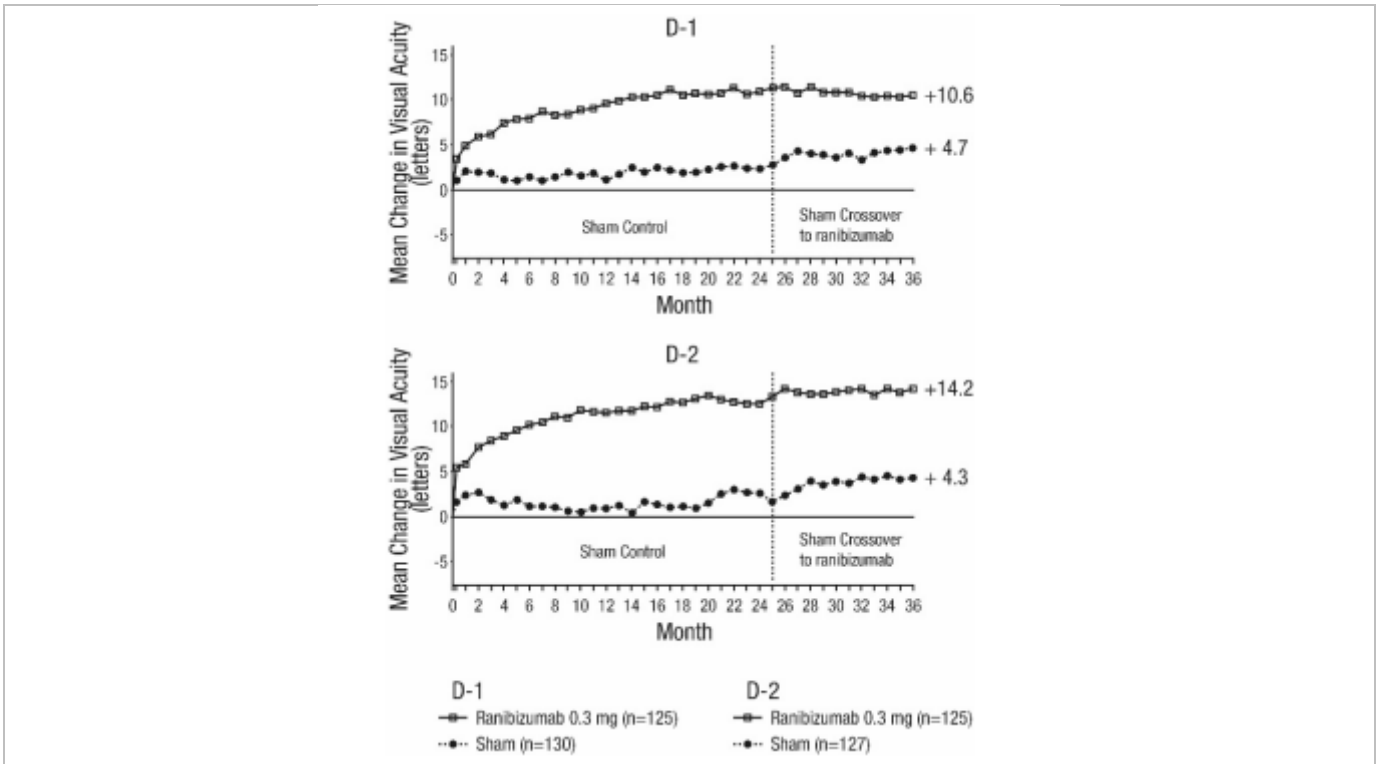 D-1
Mean Change in Visual Acuity
(letters)
15
10
5
0
-5
+10.6
+ 4.7
Sham Control
Sham Crossover
to ranibizumab
0 2 4 6 8 10 12 14 16 18 20 22 24 26 28 30 32 34 36
Month
D-2
Mean Change in Visual Acuity
(letters)
15
10
5
0
-5
+14.2
+ 4.3
Sham Control
Sham Crossover
to ranibizumab
0 2 4 6 8 10 12 14 16 18 20 22 24 26 28 30 32 34 36
Month
D-1
Ranibizumab 0.3 mg (n=125)
Sham (n=130)
D-2
Ranibizumab 0.3 mg (n=125)
Sham (n=127)